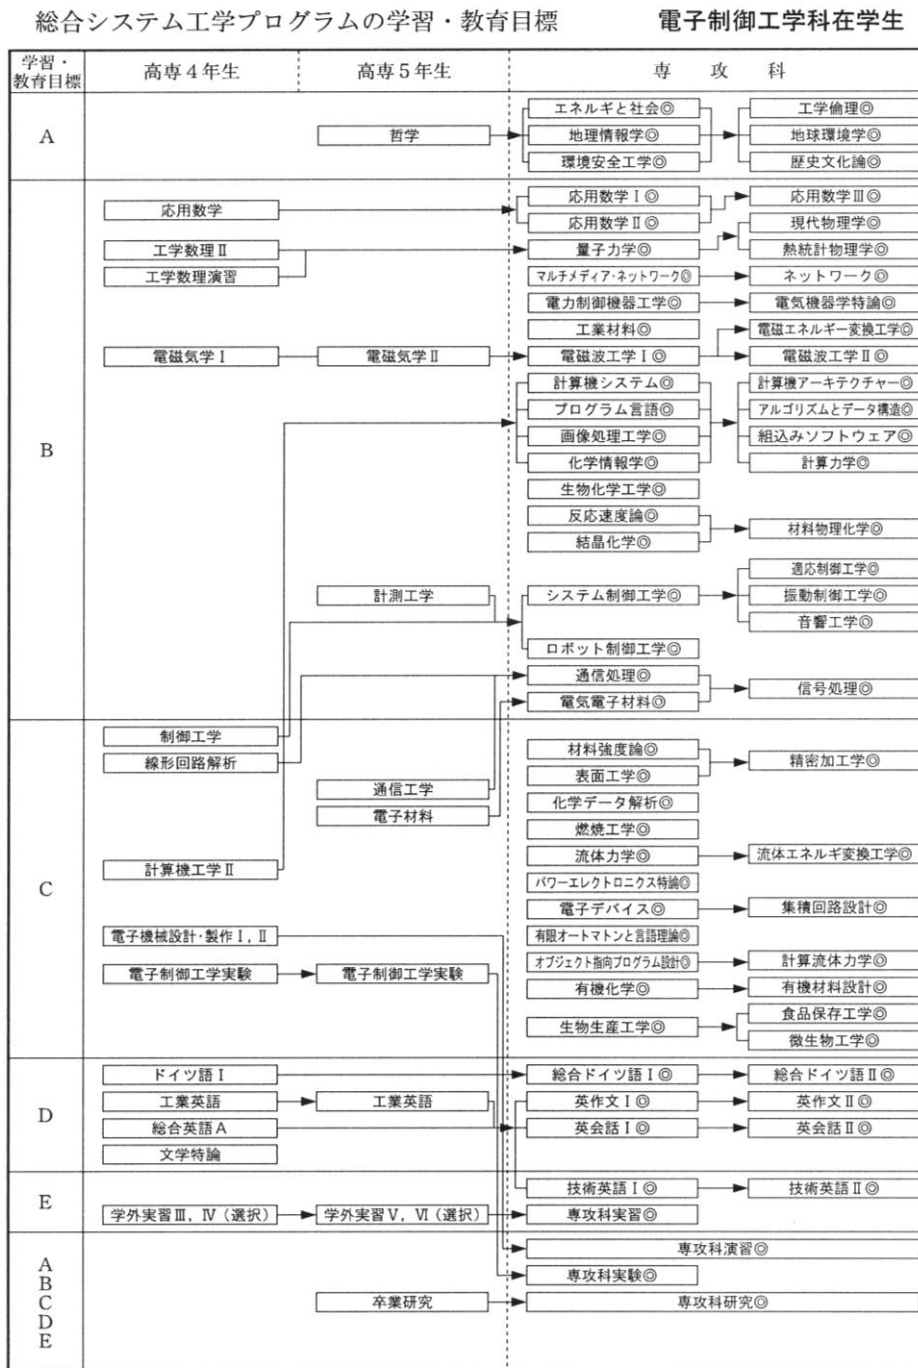 総合システム工学プログラムの学習・教育目標 電子制御工学科在学生
学習・教育目標 高専4年生 高専5年生 専攻科
A
哲学
エネルギと社会◎ 工学倫理◎
地理情報学◎ 地球環境学◎
環境安全工学◎ 歴史文化論◎
B
応用数学Ⅰ◎ 応用数学Ⅲ◎
応用数学
応用数学Ⅱ◎ 現代物理学◎
工学数理Ⅱ 量子力学◎ 熱統計物理学◎
工学数理演習 マルチメディア・ネットワーク◎ ネットワーク◎
電力制御機器工学◎ 電気機器学特論◎
工業材料◎ 電磁エネルギー変換工学◎
電磁気学Ⅰ 電磁気学Ⅱ 電磁波工学Ⅰ◎ 電磁波工学Ⅱ◎
計算機システム◎ 計算機アーキテクチャー◎
プログラム言語◎ アルゴリズムとデータ構造◎
画像処理工学◎ 組込みソフトウェア◎
化学情報学◎ 計算力学◎
生物化学工学◎
反応速度論◎
材料物理化学◎
結晶化学◎
適応制御工学◎
計測工学 システム制御工学◎ 振動制御工学◎
音響工学◎
ロボット制御工学◎
通信処理◎
信号処理◎
電気電子材料◎
C
制御工学
線形回路解析
材料強度論◎
精密加工学◎
表面工学◎
通信工学
化学データ解析◎
電子材料
燃焼工学◎
計算機工学Ⅱ
流体力学◎ 流体エネルギ変換工学◎
パワーエレクトロニクス特論◎
電子デバイス◎ 集積回路設計◎
電子機械設計・製作Ⅰ,Ⅱ 有限オートマトンと言語理論◎
オブジェクト指向プログラム設計◎ 計算流体力学◎
電子制御工学実験 電子制御工学実験
有機化学◎ 有機材料設計◎
食品保存工学◎
生物生産工学◎
微生物工学◎
D
ドイツ語Ⅰ 総合ドイツ語Ⅰ◎ 総合ドイツ語Ⅱ◎
工業英語 工業英語 英作文Ⅰ◎ 英作文Ⅱ◎
総合英語A 英会話Ⅰ◎ 英会話Ⅱ◎
文学特論
E
技術英語Ⅰ◎ 技術英語Ⅱ◎
学外実習Ⅲ,Ⅳ(選択) 学外実習Ⅴ,Ⅵ(選択) 専攻科実習◎
A
B
C
D
E
専攻科演習◎
専攻科実験◎
卒業研究 専攻科研究◎